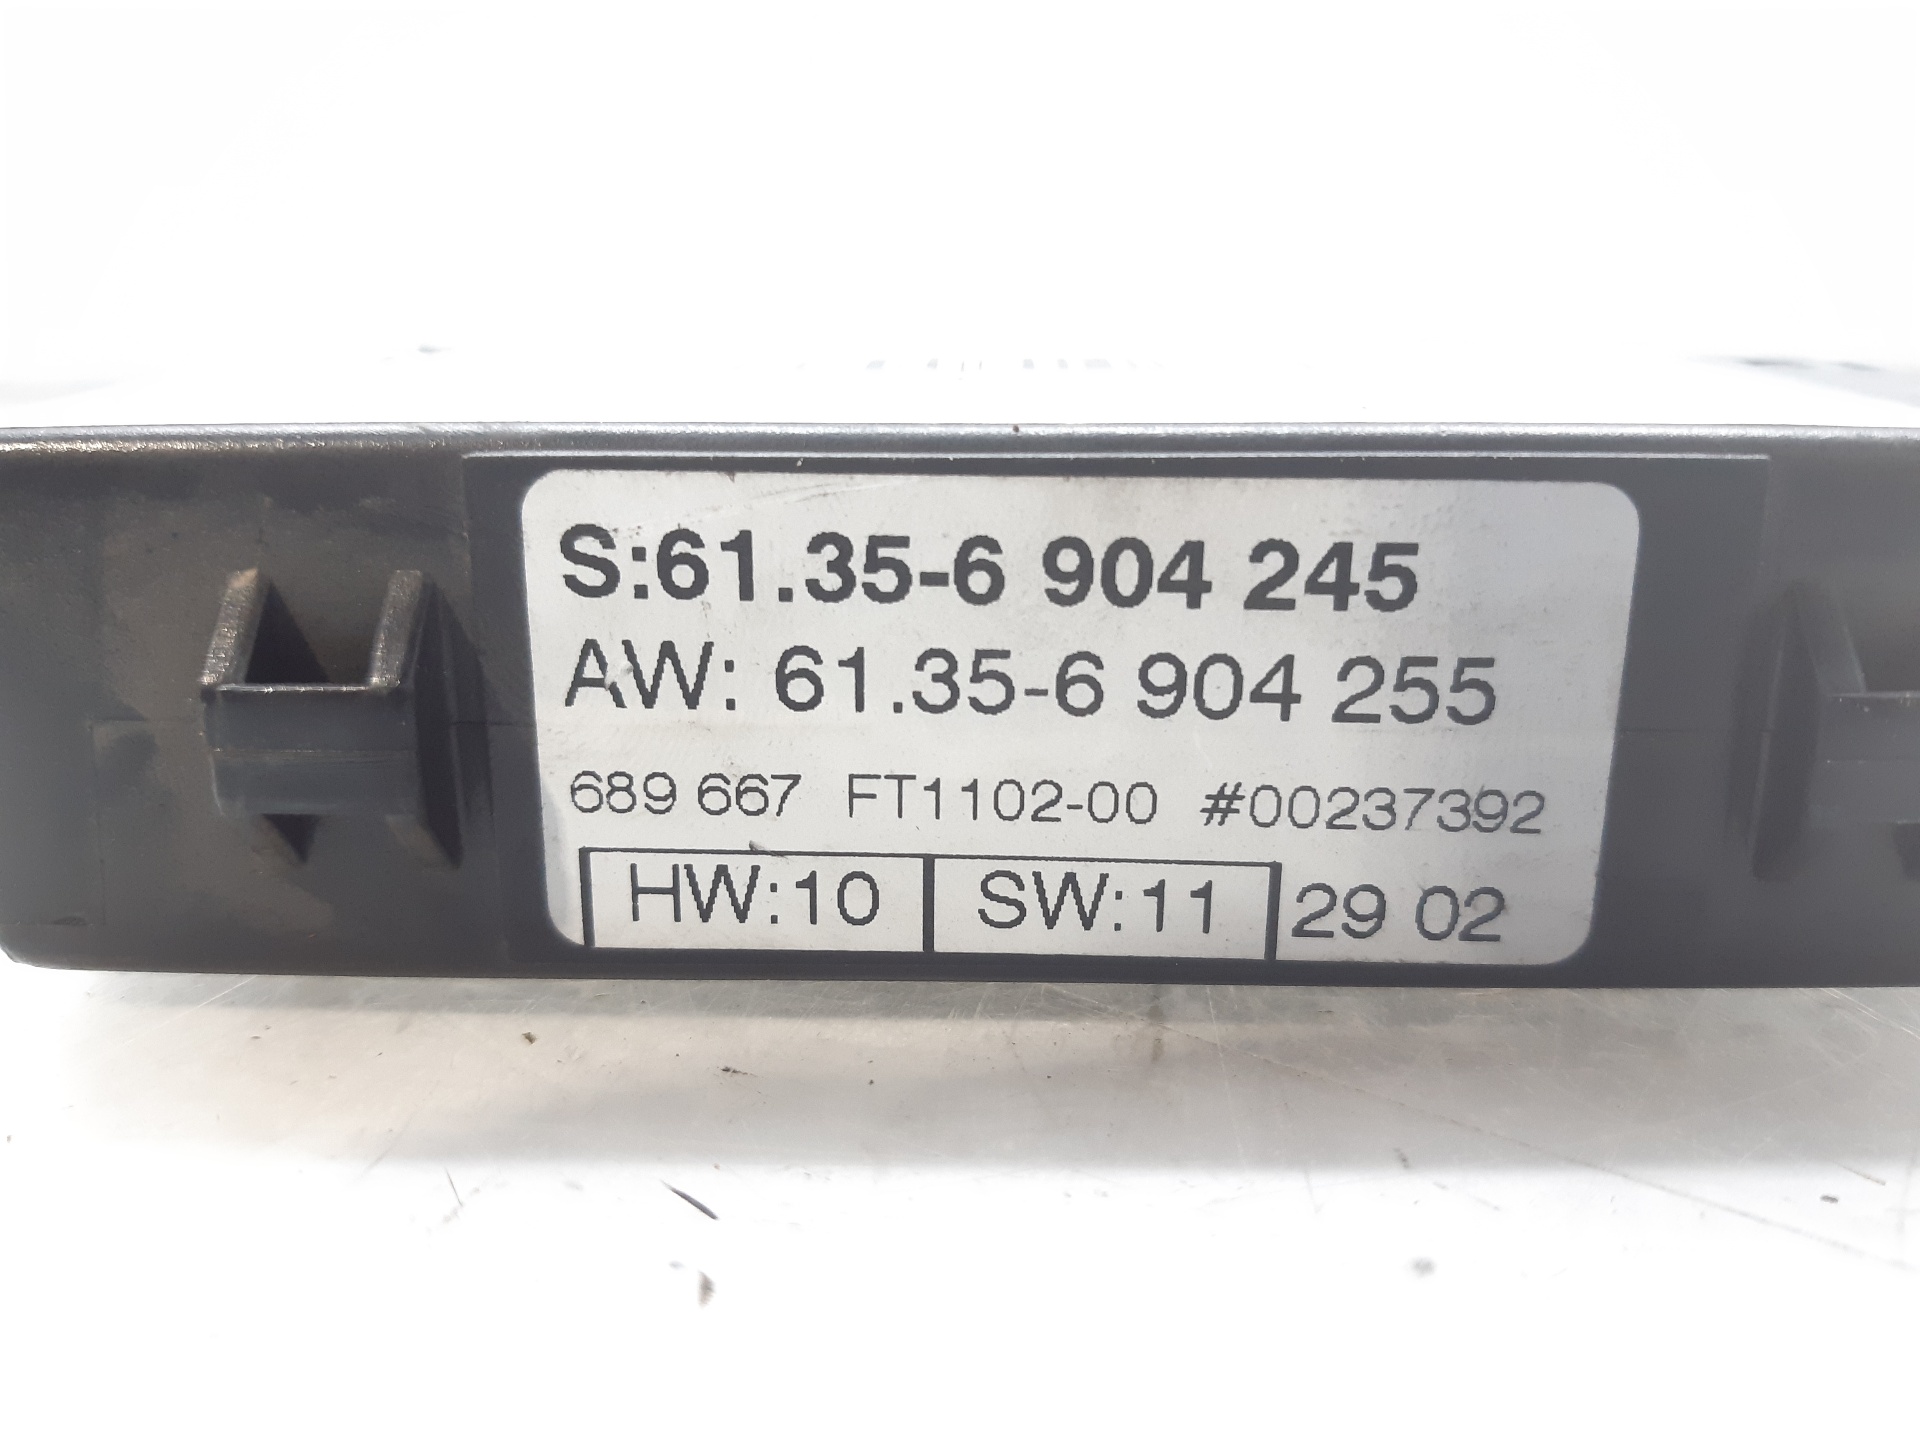 S:61.35-6 904 245
AW: 61.35-6 904 255
689 667 FT1102-00 #00237392
HW:10 SW:11 29 02